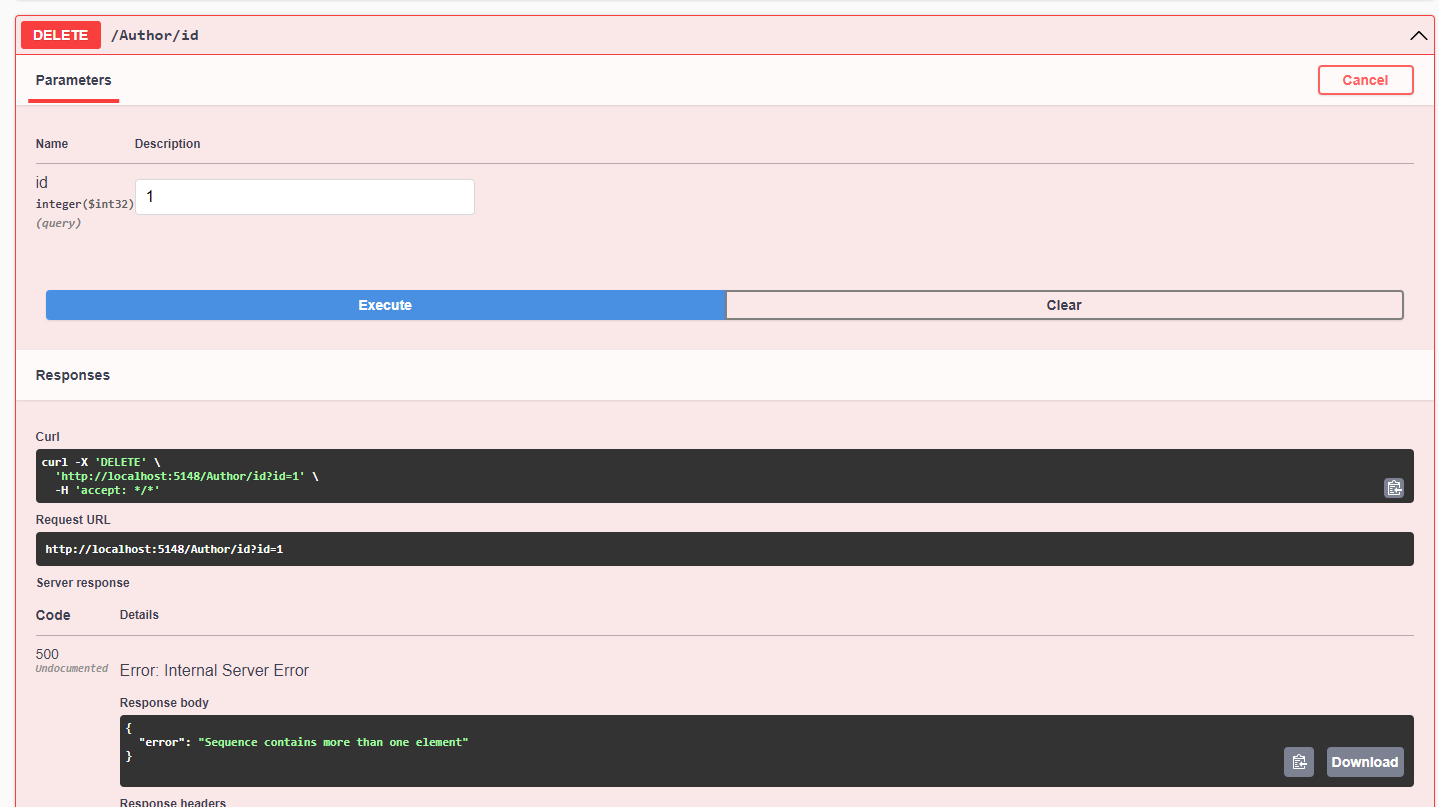 DELETE /Author/id
Parameters
Cancel
Name Description
id
integer($int32)
(query)
1
Execute
Clear
Responses
Curl
curl -X 'DELETE' \
'http://localhost:5148/Author/id?id=1' \
-H 'accept: */*'
Request URL
http://localhost:5148/Author/id?id=1
Server response
Code Details
500
Undocumented
Error: Internal Server Error
Response body
{
"error": "Sequence contains more than one element"
}
Download
Response headers